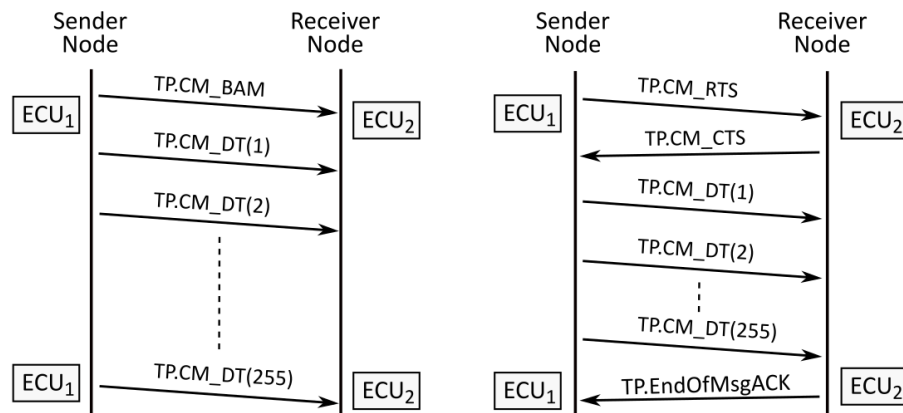 Sender
Node
Receiver
Node
TP.CM_BAM
ECU1
ECU2
TP.CM_DT(1)
TP.CM_DT(2)
TP.CM_DT(255)
ECU1
ECU2
Sender
Node
Receiver
Node
TP.CM_RTS
ECU1
ECU2
TP.CM_CTS
TP.CM_DT(1)
TP.CM_DT(2)
TP.CM_DT(255)
ECU1
TP.EndOfMsgACK
ECU2